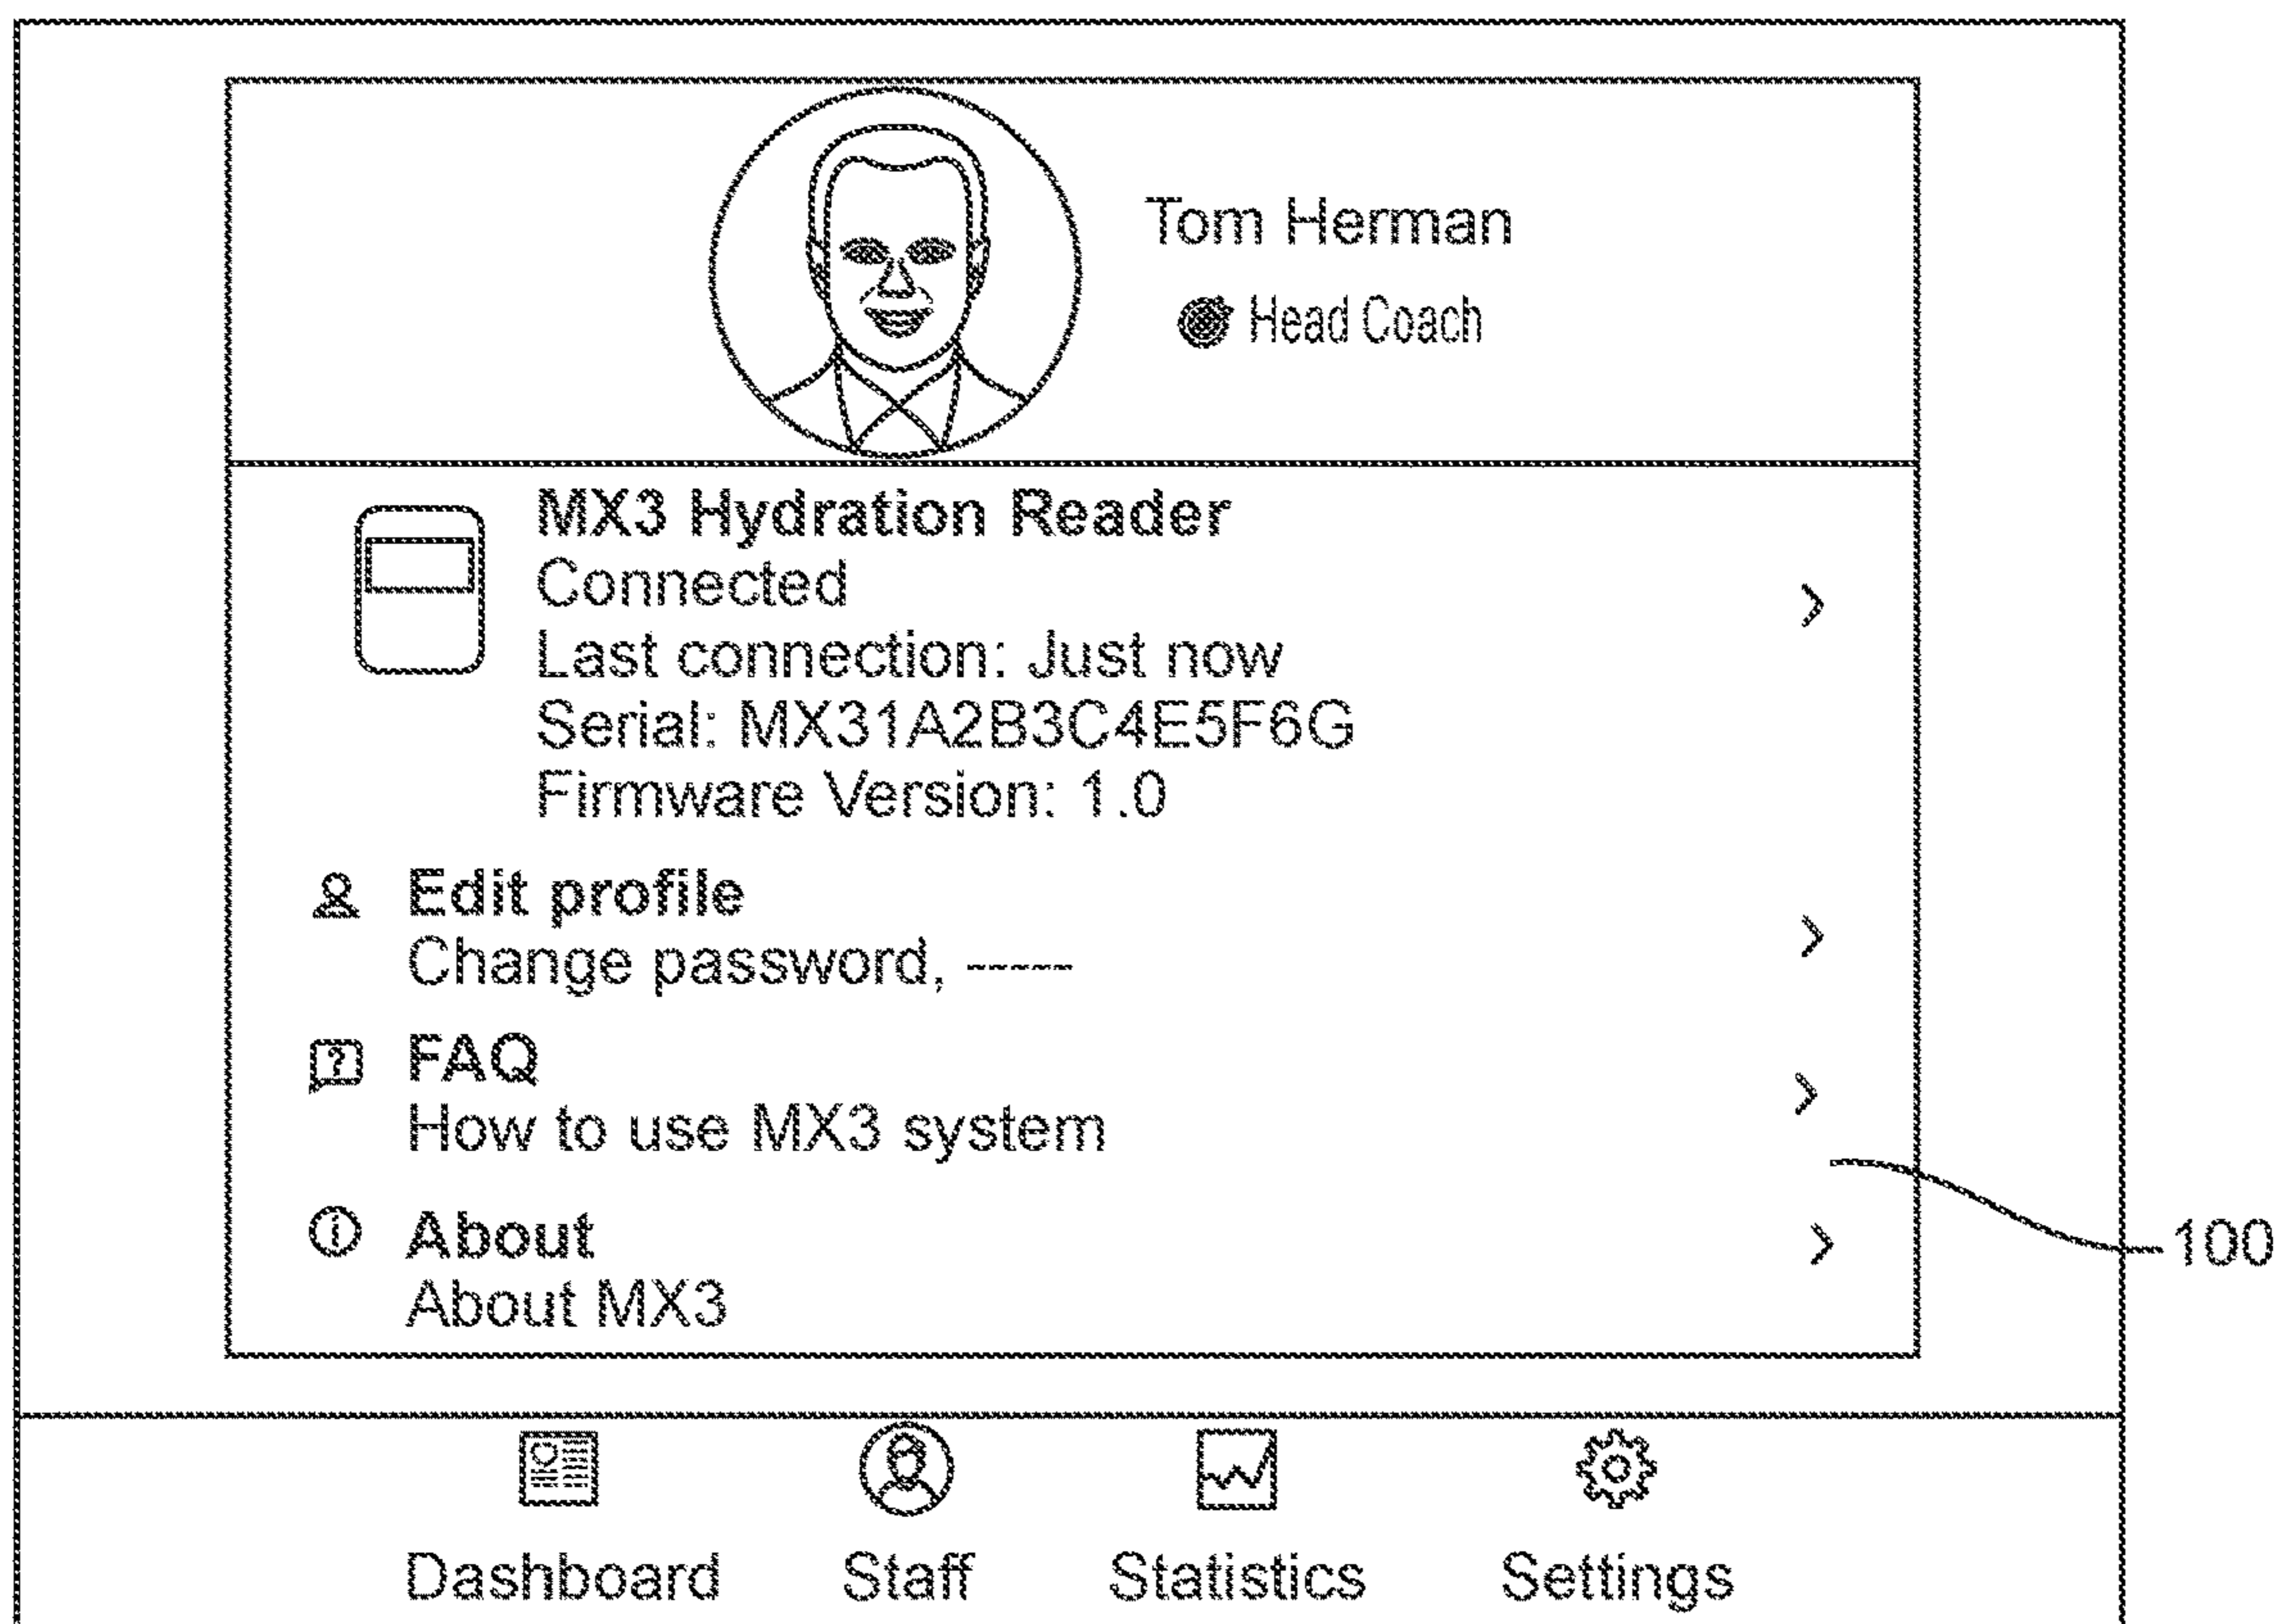 Tom Herman
Head Coach
MX3 Hydration Reader
Connected
Last connection: Just now
Serial: MX31A2B3C4E5F6G
Firmware Version: 1.0
Edit profile
Change password, -----
FAQ
How to use MX3 system
About
About MX3
100
Dashboard Staff Statistics Settings